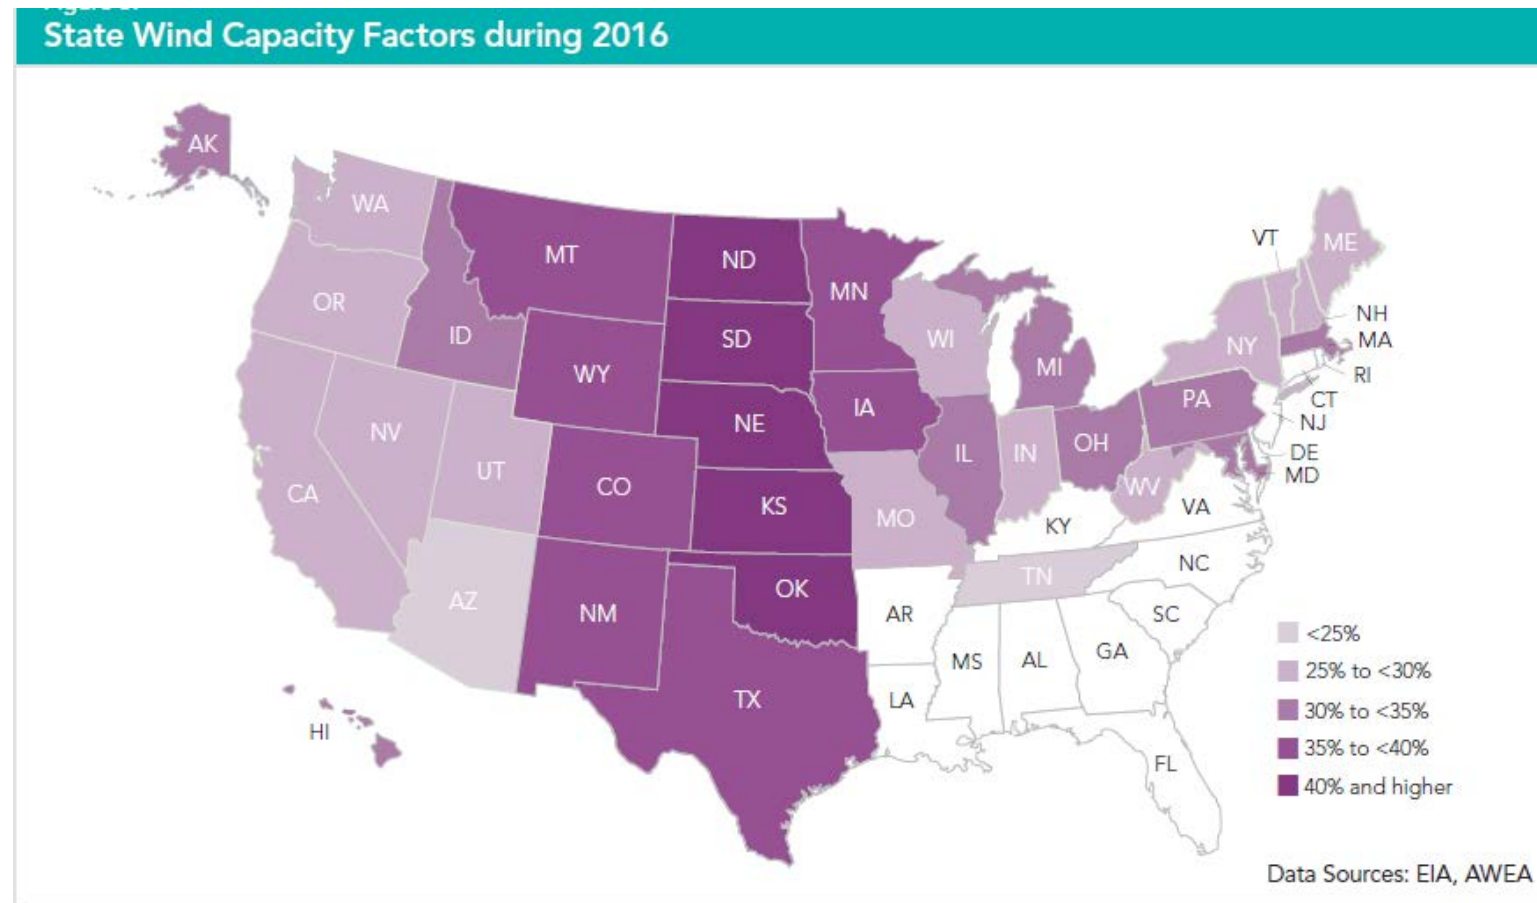 State Wind Capacity Factors during 2016
AK
WA
MT
ND
MN
VT
ME
OR
ID
SD
WI
NH
MA
WY
MI
NY
RI
IA
PA
CT
NE
NJ
NV
UT
IL
IN
OH
DE
MD
CA
CO
KS
MO
WV
VA
KY
NC
AZ
NM
OK
TN
AR
SC
MS
AL
GA
TX
LA
HI
FL
<25%
25% to <30%
30% to <35%
35% to <40%
40% and higher
Data Sources: EIA, AWEA